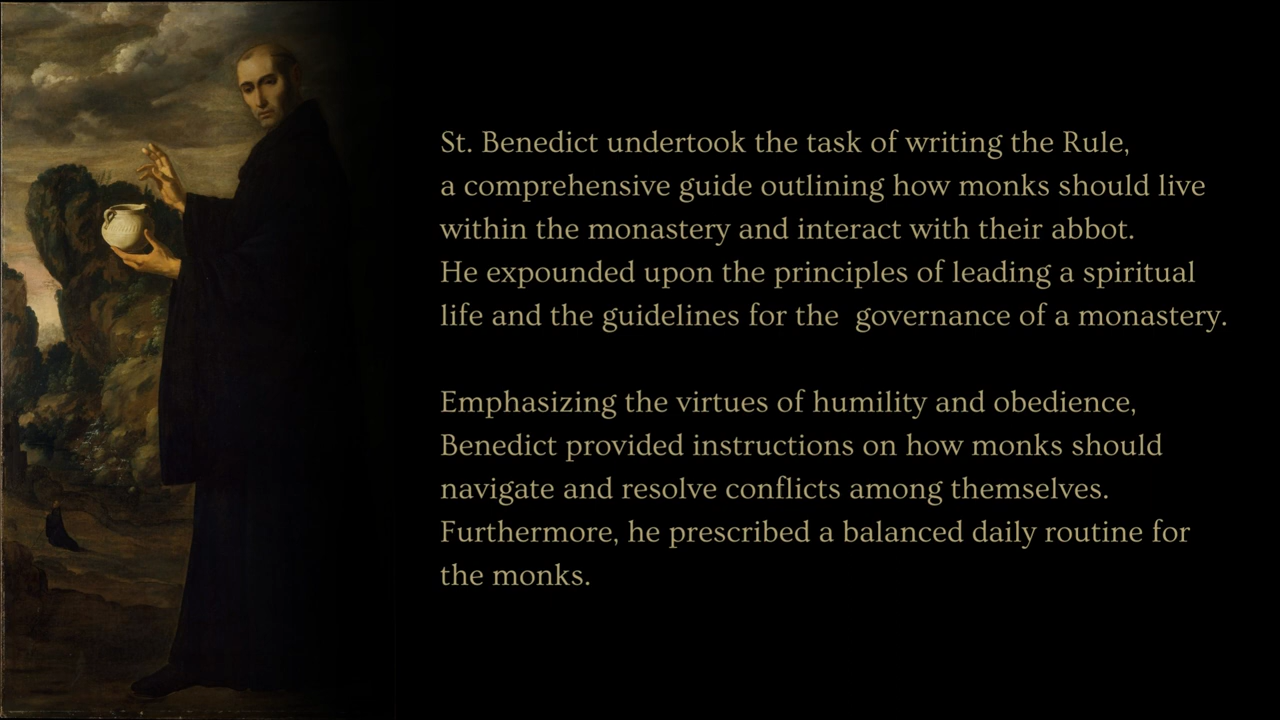 St. Benedict undertook the task of writing the Rule,
a comprehensive guide outlining how monks should live
within the monastery and interact with their abbot.
He expounded upon the principles of leading a spiritual
life and the guidelines for the  governance of a monastery.
Emphasizing the virtues of humility and obedience,
Benedict provided instructions on how monks should
navigate and resolve conflicts among themselves.
Furthermore, he prescribed a balanced daily routine for
the monks.